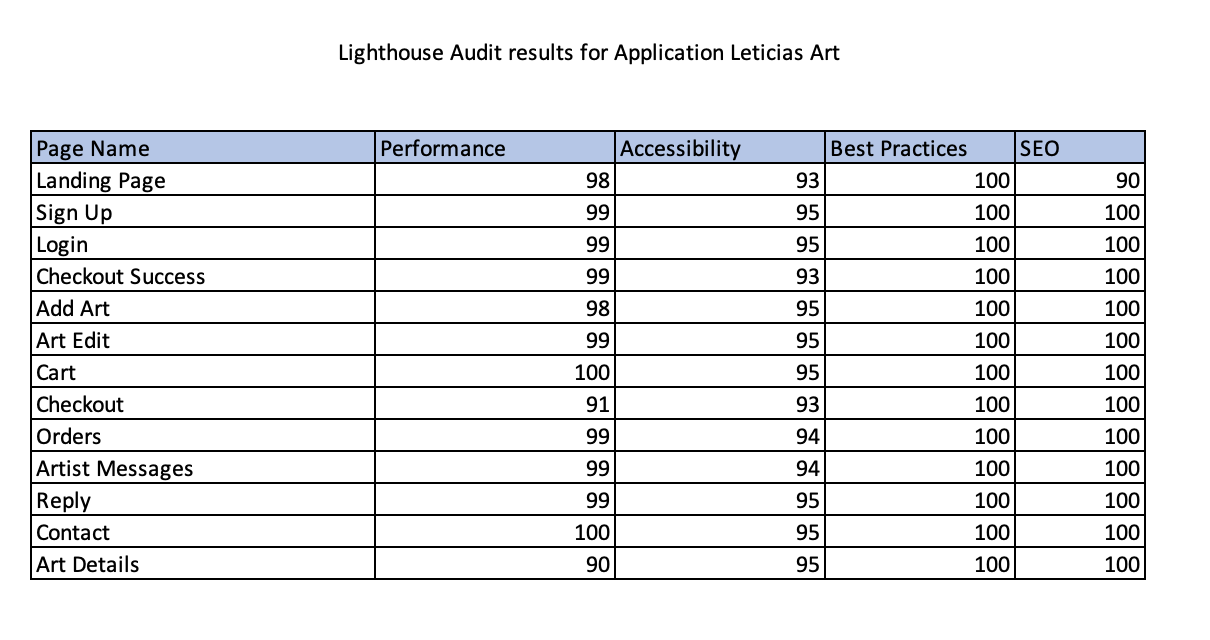 Lighthouse Audit results for Application Leticias Art
Page Name Performance Accessibility Best Practices SEO
Landing Page 98 93 100 90
Sign Up 99 95 100 100
Login 99 95 100 100
Checkout Success 99 93 100 100
Add Art 98 95 100 100
Art Edit 99 95 100 100
Cart 100 95 100 100
Checkout 91 93 100 100
Orders 99 94 100 100
Artist Messages 99 94 100 100
Reply 99 95 100 100
Contact 100 95 100 100
Art Details 90 95 100 100